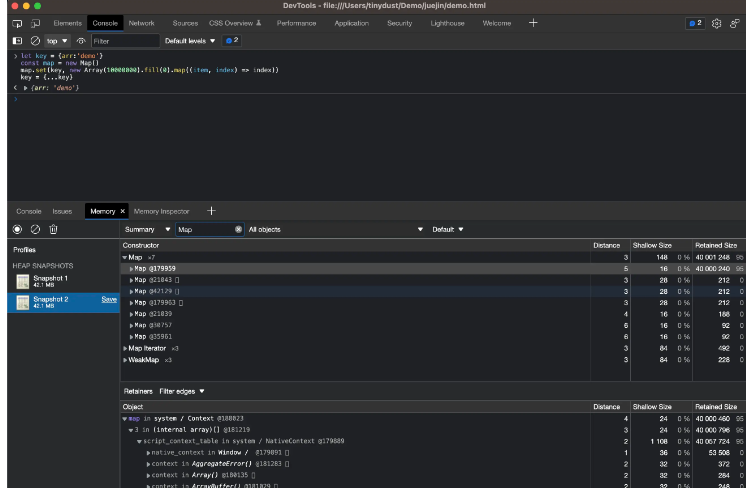 DevTools - file:///Users/tinydust/Demo/juejin/demo.html
Elements Console Network Sources CSS Overview Performance Application Security Lighthouse Welcome 2
top Filter Default levels 2
let key = {arr:'demo'}
const map = new Map()
map.set(key, new Array(10000000).fill(0).map((item, index) => index))
key = {...key}
{arr: 'demo'}
Console Issues Memory Memory Inspector
Summary Map All objects Default
Profiles
HEAP SNAPSHOTS
Snapshot 1
42.1 MB
Snapshot 2 Save
42.1 MB
Constructor Distance Shallow Size Retained Size
Map ×7 3 148 0 % 40 001 248 95
Map @179959 5 16 0 % 40 000 240 95
Map @21843 3 28 0 % 212 0
Map @42129 3 28 0 % 212 0
Map @179963 3 28 0 % 212 0
Map @21839 4 16 0 % 188 0
Map @30757 6 16 0 % 92 0
Map @35961 6 16 0 % 92 0
Map Iterator ×3 3 84 0 % 492 0
WeakMap ×3 3 84 0 % 228 0
Retainers Filter edges
Object Distance Shallow Size Retained Size
map in system / Context @180023 4 24 0 % 40 000 460 95
3 in (internal array)[] @181219 3 24 0 % 40 000 796 95
script_context_table in system / NativeContext @179889 2 1 108 0 % 40 057 724 95
native_context in Window / @179891 1 36 0 % 53 508 0
context in AggregateError() @181283 2 32 0 % 372 0
context in Array() @180135 2 32 0 % 284 0
context in ArrayBuffer() @181029 2 32 0 % 248 0